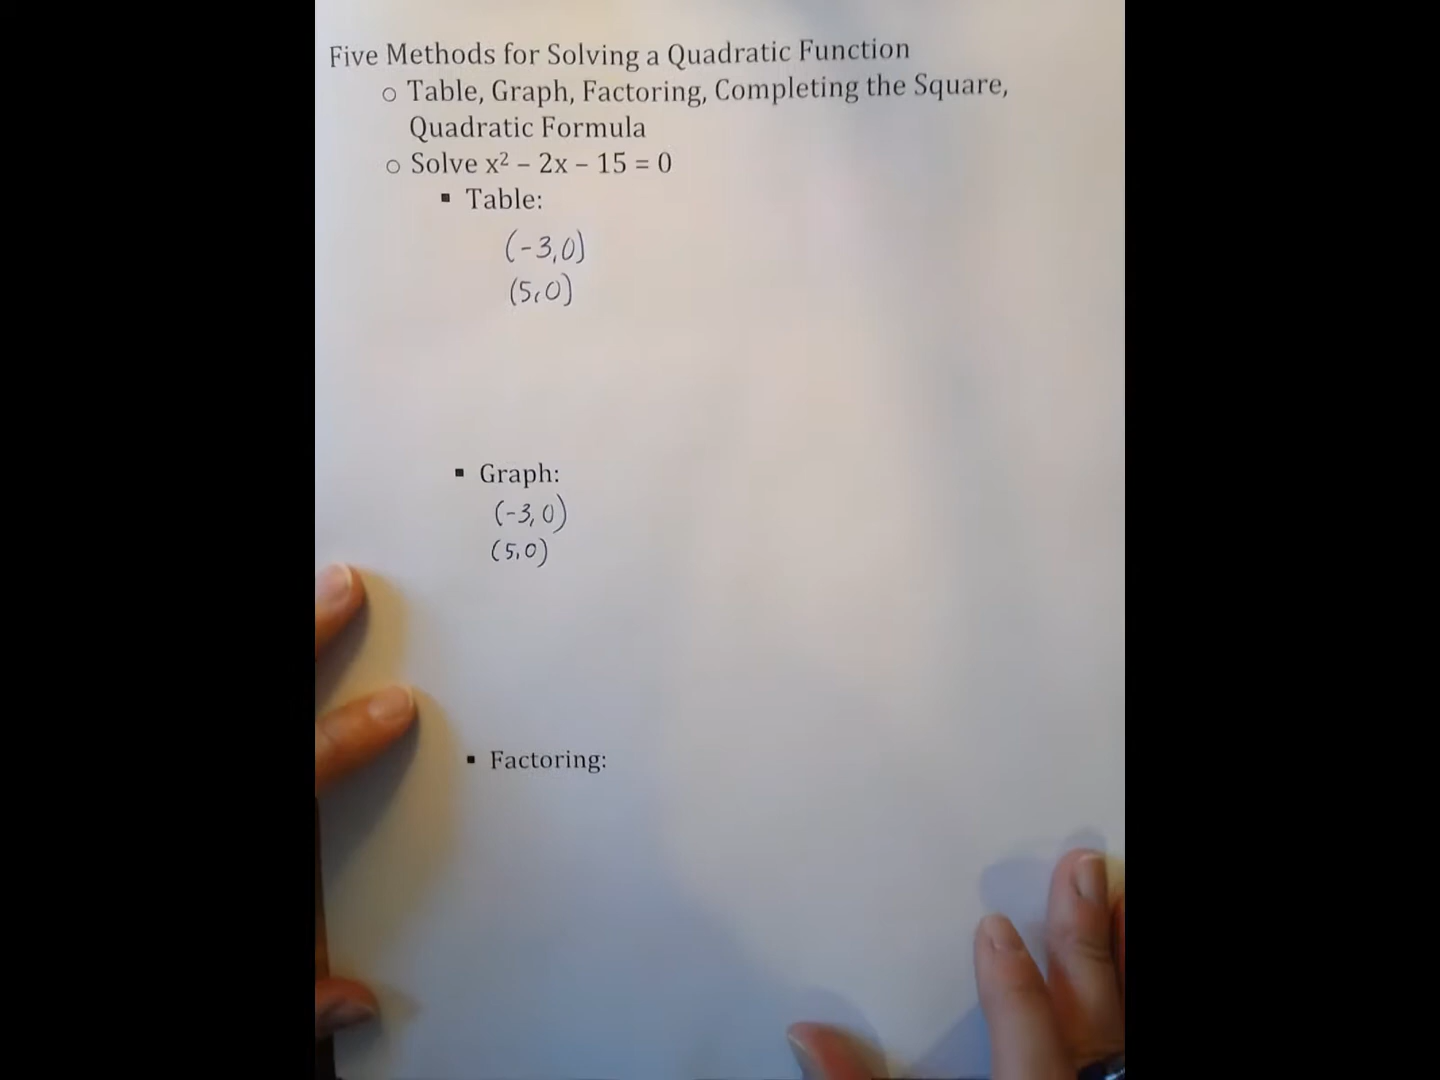 Five Methods for Solving a Quadratic Function
○ Table, Graph, Factoring, Completing the Square,
Quadratic Formula
○ Solve x² – 2x – 15 = 0
▪ Table:
(-3,0)
(5,0)
▪ Graph:
(-3,0)
(5,0)
▪ Factoring: